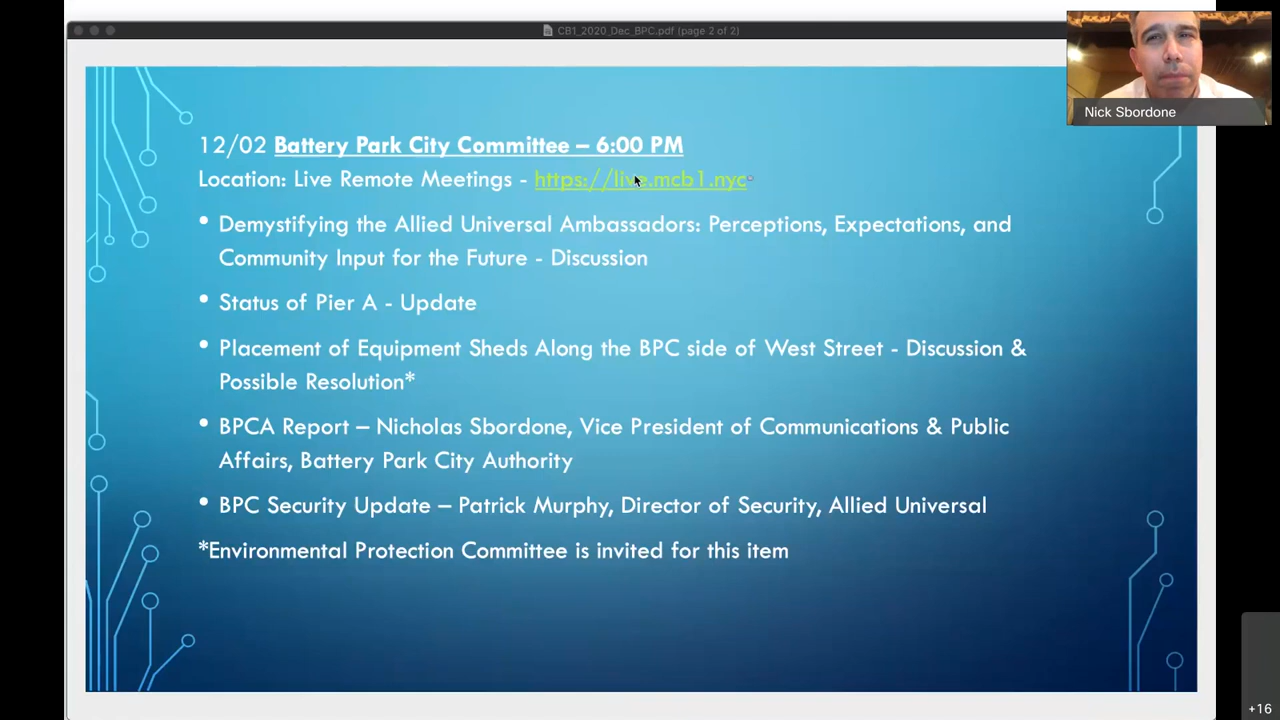 CB1_2020_Dec_BPC.pdf (page 2 of 2)
Nick Sbordone
12/02 Battery Park City Committee – 6:00 PM
Location: Live Remote Meetings - https://live.mcb1.nyc
• Demystifying the Allied Universal Ambassadors: Perceptions, Expectations, and
Community Input for the Future - Discussion
• Status of Pier A - Update
• Placement of Equipment Sheds Along the BPC side of West Street - Discussion &
Possible Resolution*
• BPCA Report – Nicholas Sbordone, Vice President of Communications & Public
Affairs, Battery Park City Authority
• BPC Security Update – Patrick Murphy, Director of Security, Allied Universal
*Environmental Protection Committee is invited for this item
+16